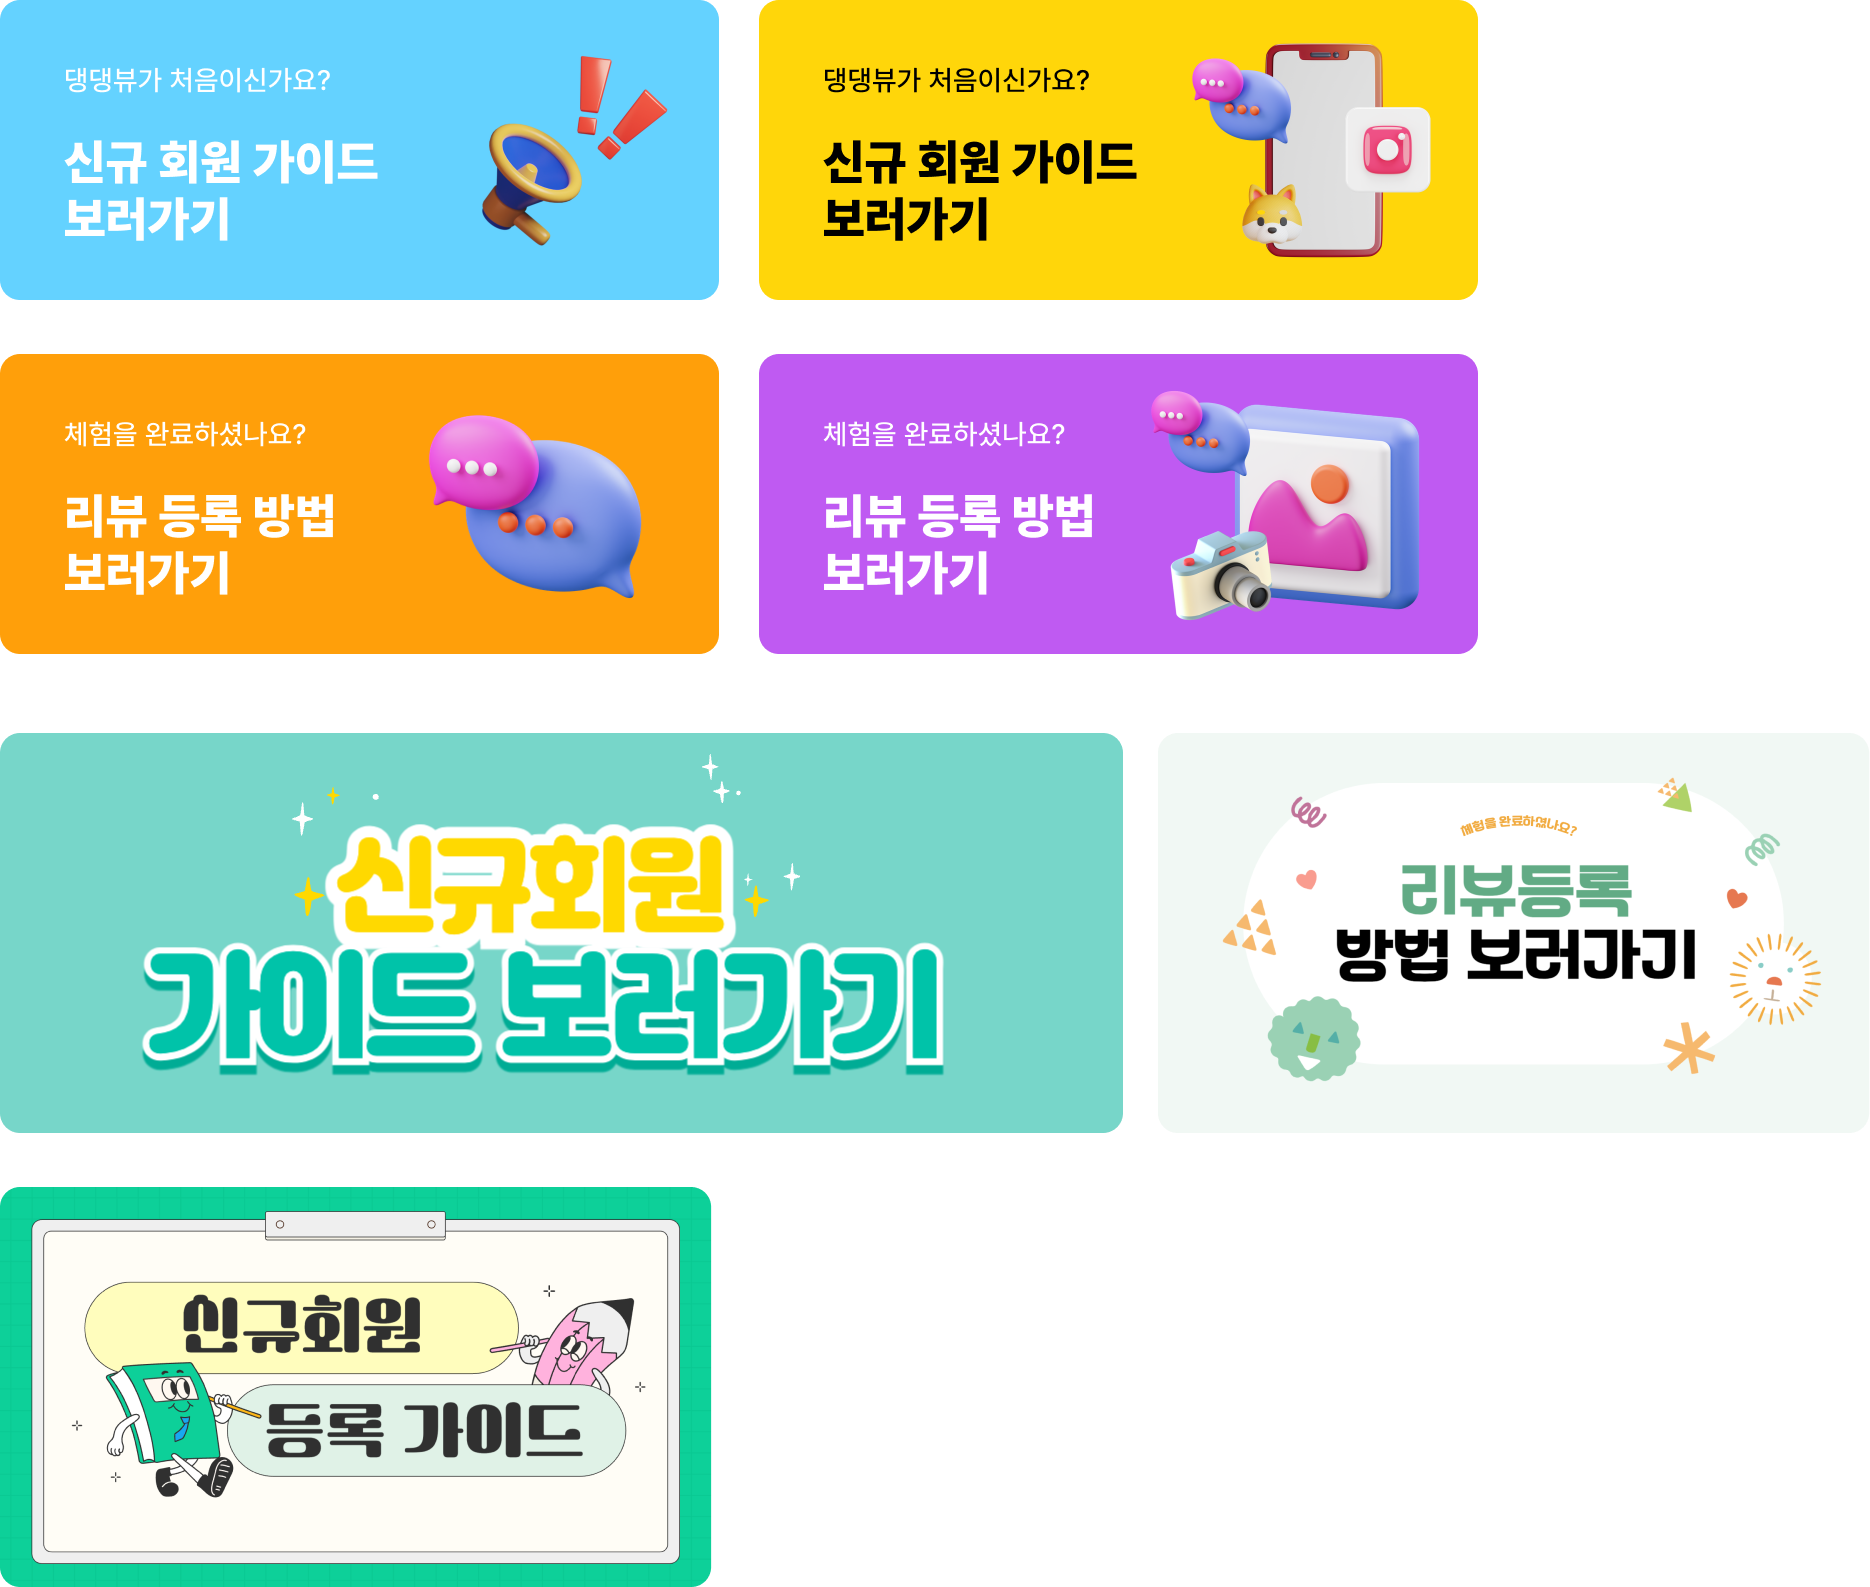 댕댕뷰가 처음이신가요?
신규 회원 가이드
보러가기
댕댕뷰가 처음이신가요?
신규 회원 가이드
보러가기
체험을 완료하셨나요?
리뷰 등록 방법
보러가기
체험을 완료하셨나요?
리뷰 등록 방법
보러가기
신규회원
가이드 보러가기
체험을 완료하셨나요?
리뷰등록
방법 보러가기
신규회원
등록 가이드